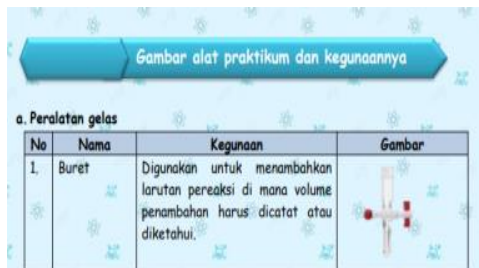 Gambar alat praktikum dan kegunaannya
a. Peralatan gelas
No Nama Kegunaan Gambar
1. Buret Digunakan untuk menambahkan
larutan pereaksi di mana volume
penambahan harus dicatat atau
diketahui.